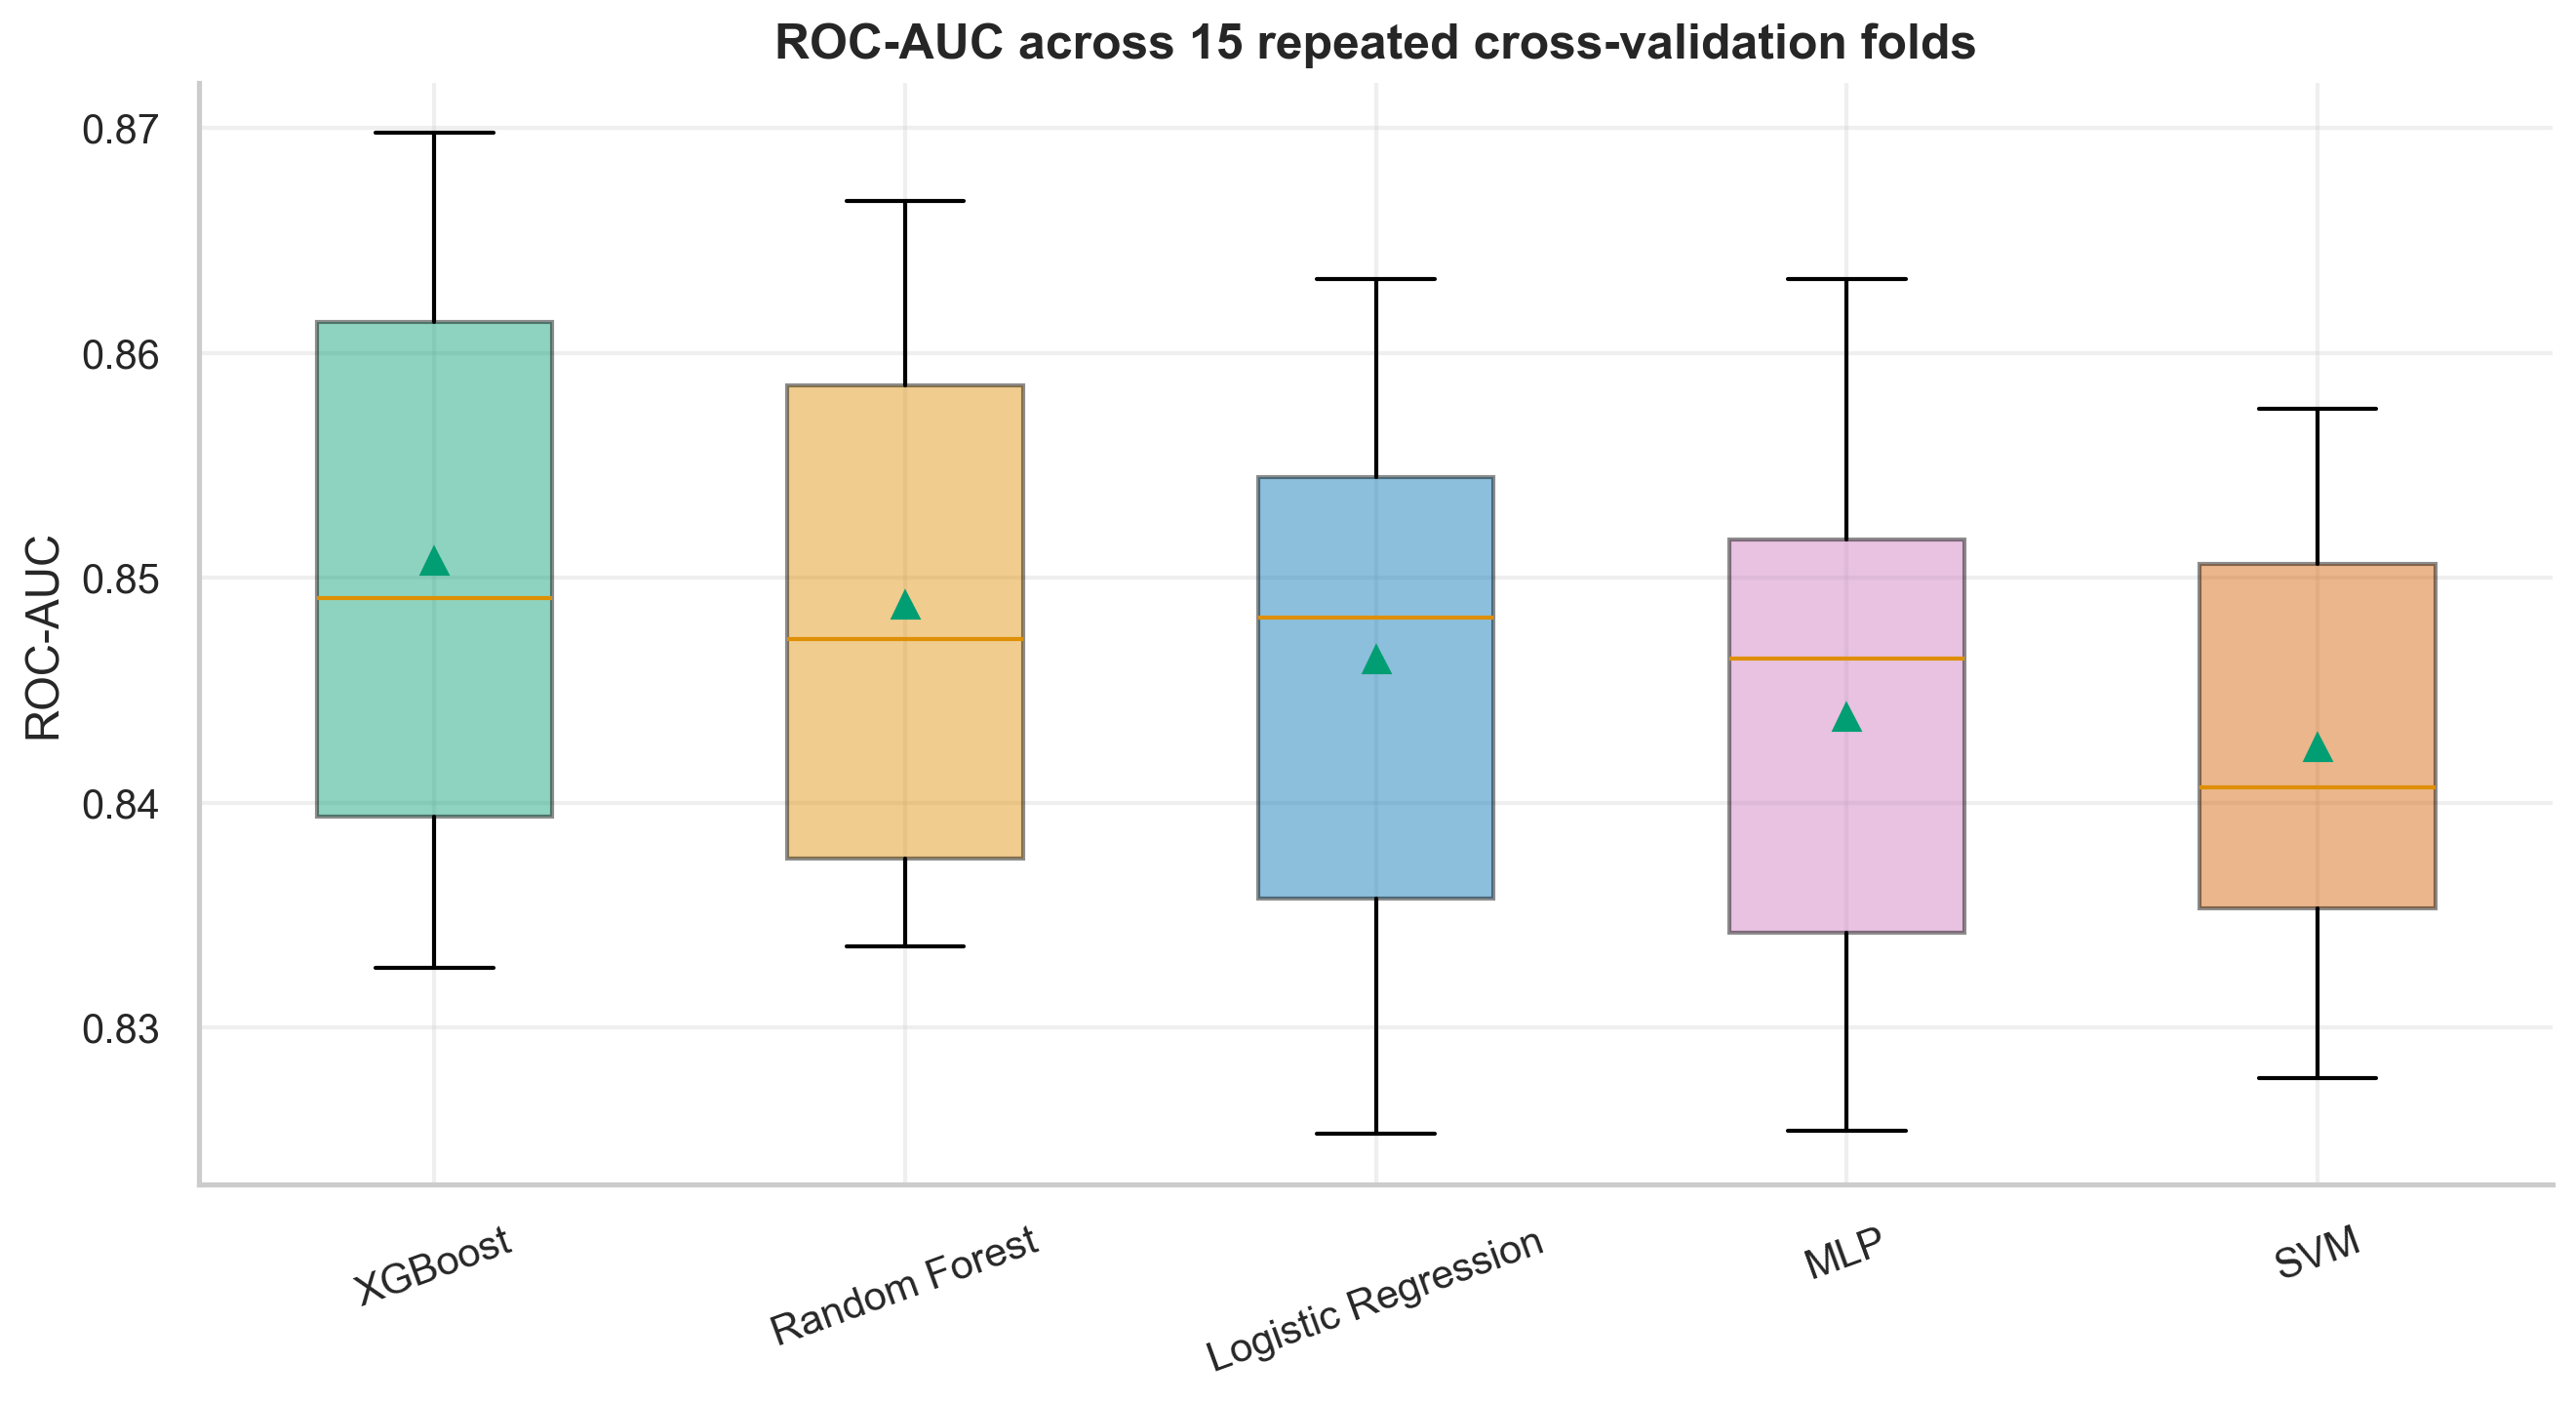 ROC-AUC across 15 repeated cross-validation folds
ROC-AUC
0.87
0.86
0.85
0.84
0.83
XGBoost
Random Forest
Logistic Regression
MLP
SVM